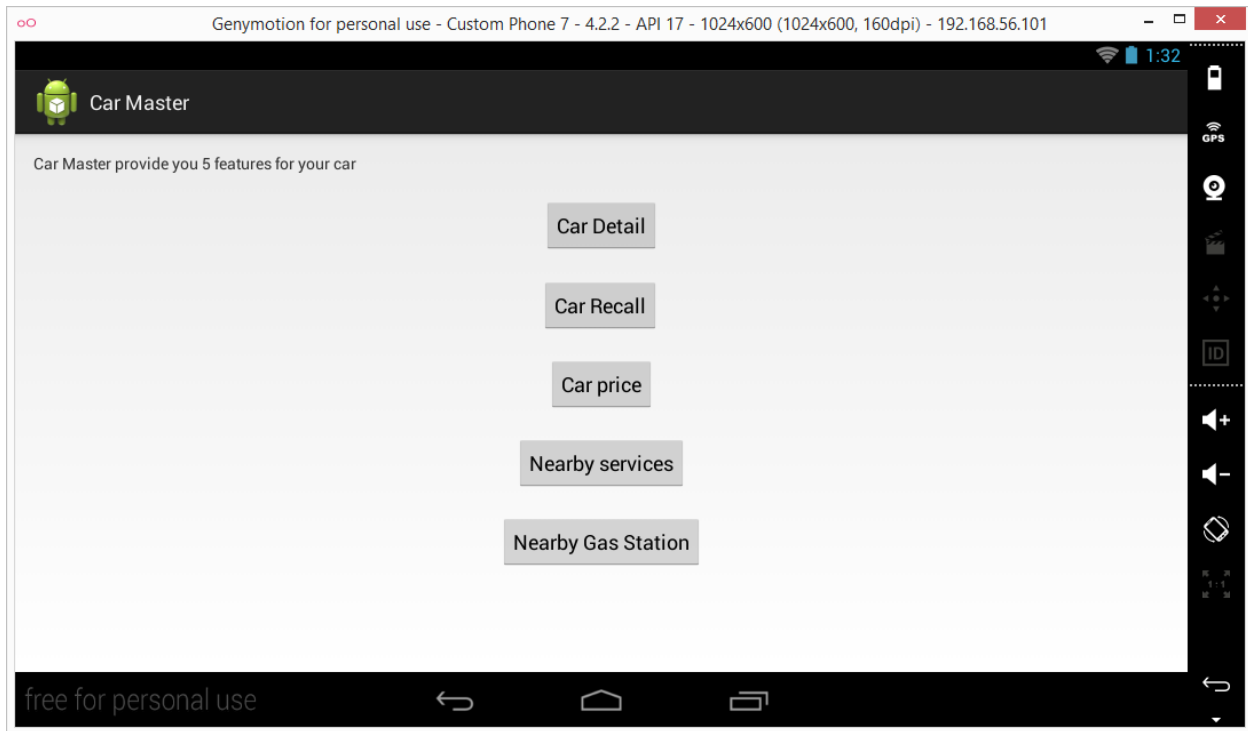 Genymotion for personal use - Custom Phone 7 - 4.2.2 - API 17 - 1024x600 (1024x600, 160dpi) - 192.168.56.101
1:32
Car Master
GPS
Car Master provide you 5 features for your car
Car Detail
Car Recall
ID
Car price
Nearby services
Nearby Gas Station
1:1
free for personal use